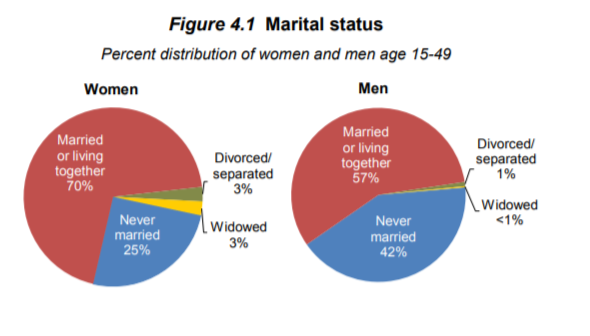 Figure 4.1 Marital status
Percent distribution of women and men age 15-49
Women
Married
or living
together
70%
Divorced/
separated
3%
Widowed
3%
Never
married
25%
Men
Married
or living
together
57%
Divorced/
separated
1%
Widowed
<1%
Never
married
42%